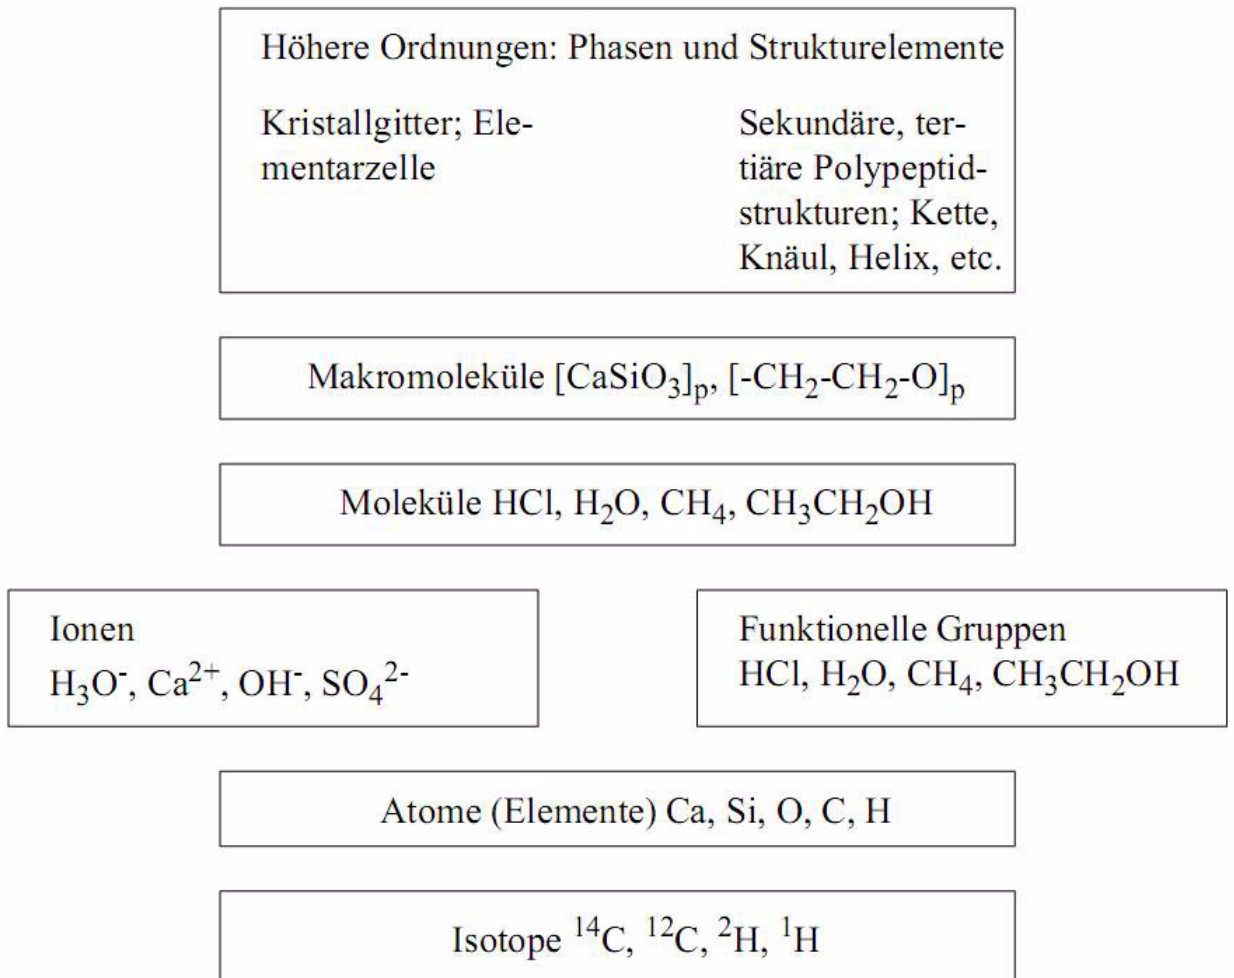 Höhere Ordnungen: Phasen und Strukturelemente
Kristallgitter; Ele-
mentarzelle
Sekundäre, ter-
tiäre Polypeptid-
strukturen; Kette,
Knäul, Helix, etc.
Makromoleküle [CaSiO₃]ₚ, [-CH₂-CH₂-O]ₚ
Moleküle HCl, H₂O, CH₄, CH₃CH₂OH
Ionen
H₃O⁻, Ca²⁺, OH⁻, SO₄²⁻
Funktionelle Gruppen
HCl, H₂O, CH₄, CH₃CH₂OH
Atome (Elemente) Ca, Si, O, C, H
Isotope ¹⁴C, ¹²C, ²H, ¹H